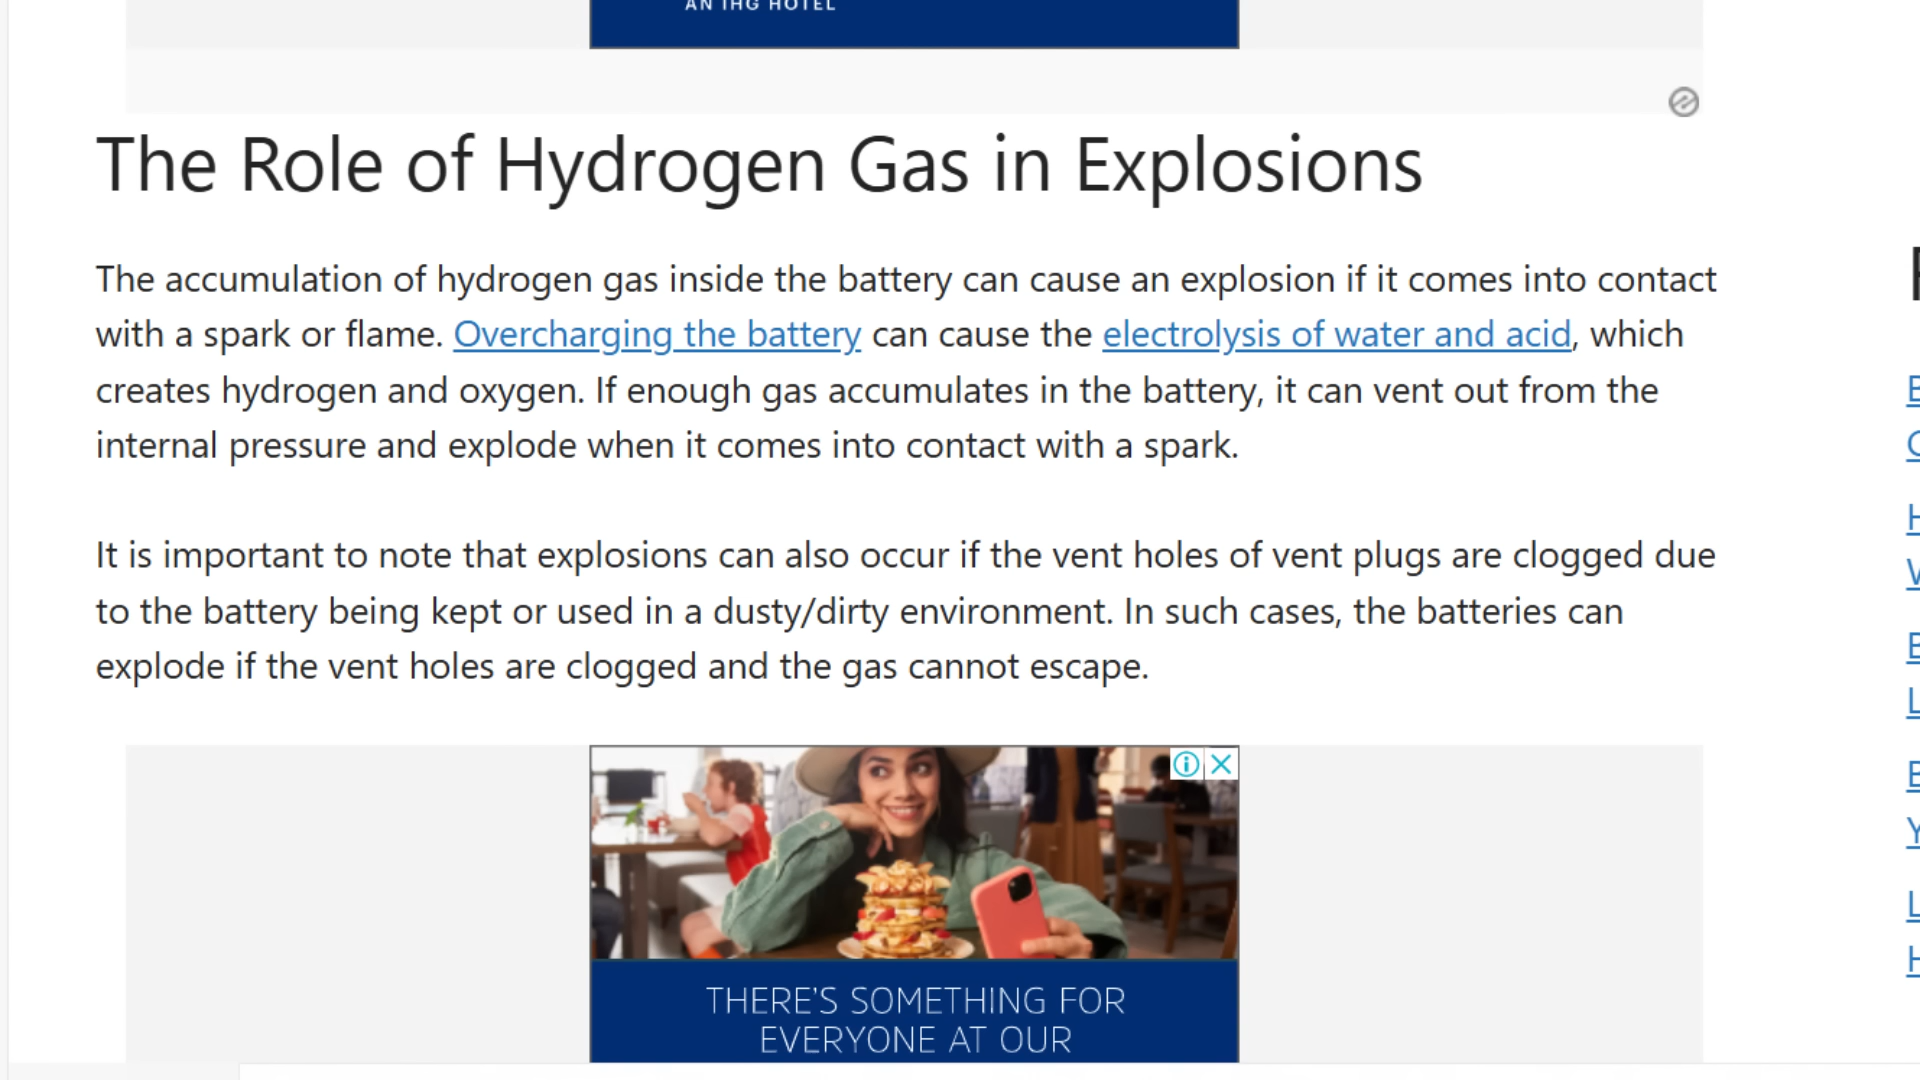 AN IHG HOTEL
The Role of Hydrogen Gas in Explosions
The accumulation of hydrogen gas inside the battery can cause an explosion if it comes into contact
with a spark or flame. Overcharging the battery can cause the electrolysis of water and acid, which
creates hydrogen and oxygen. If enough gas accumulates in the battery, it can vent out from the
internal pressure and explode when it comes into contact with a spark.
It is important to note that explosions can also occur if the vent holes of vent plugs are clogged due
to the battery being kept or used in a dusty/dirty environment. In such cases, the batteries can
explode if the vent holes are clogged and the gas cannot escape.
THERE'S SOMETHING FOR
EVERYONE AT OUR